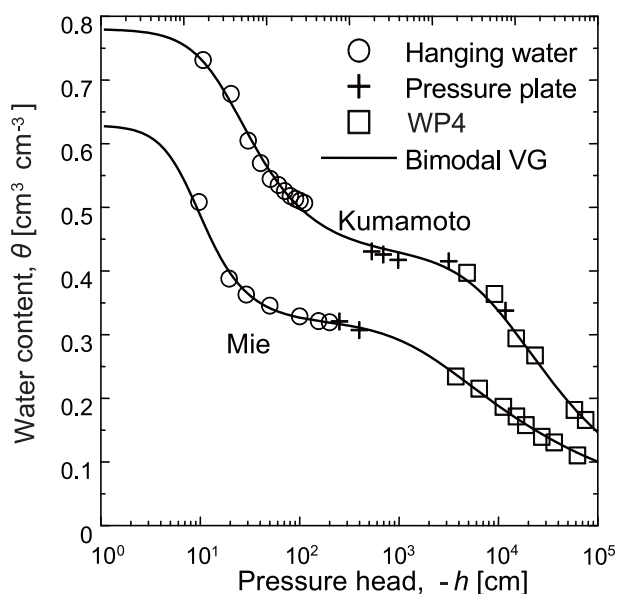 0.8
0.7
0.6
0.5
0.4
0.3
0.2
0.1
0
Water content, θ [cm³ cm⁻³]
Hanging water
Pressure plate
WP4
Bimodal VG
Kumamoto
Mie
10⁰ 10¹ 10² 10³ 10⁴ 10⁵
Pressure head, -h [cm]